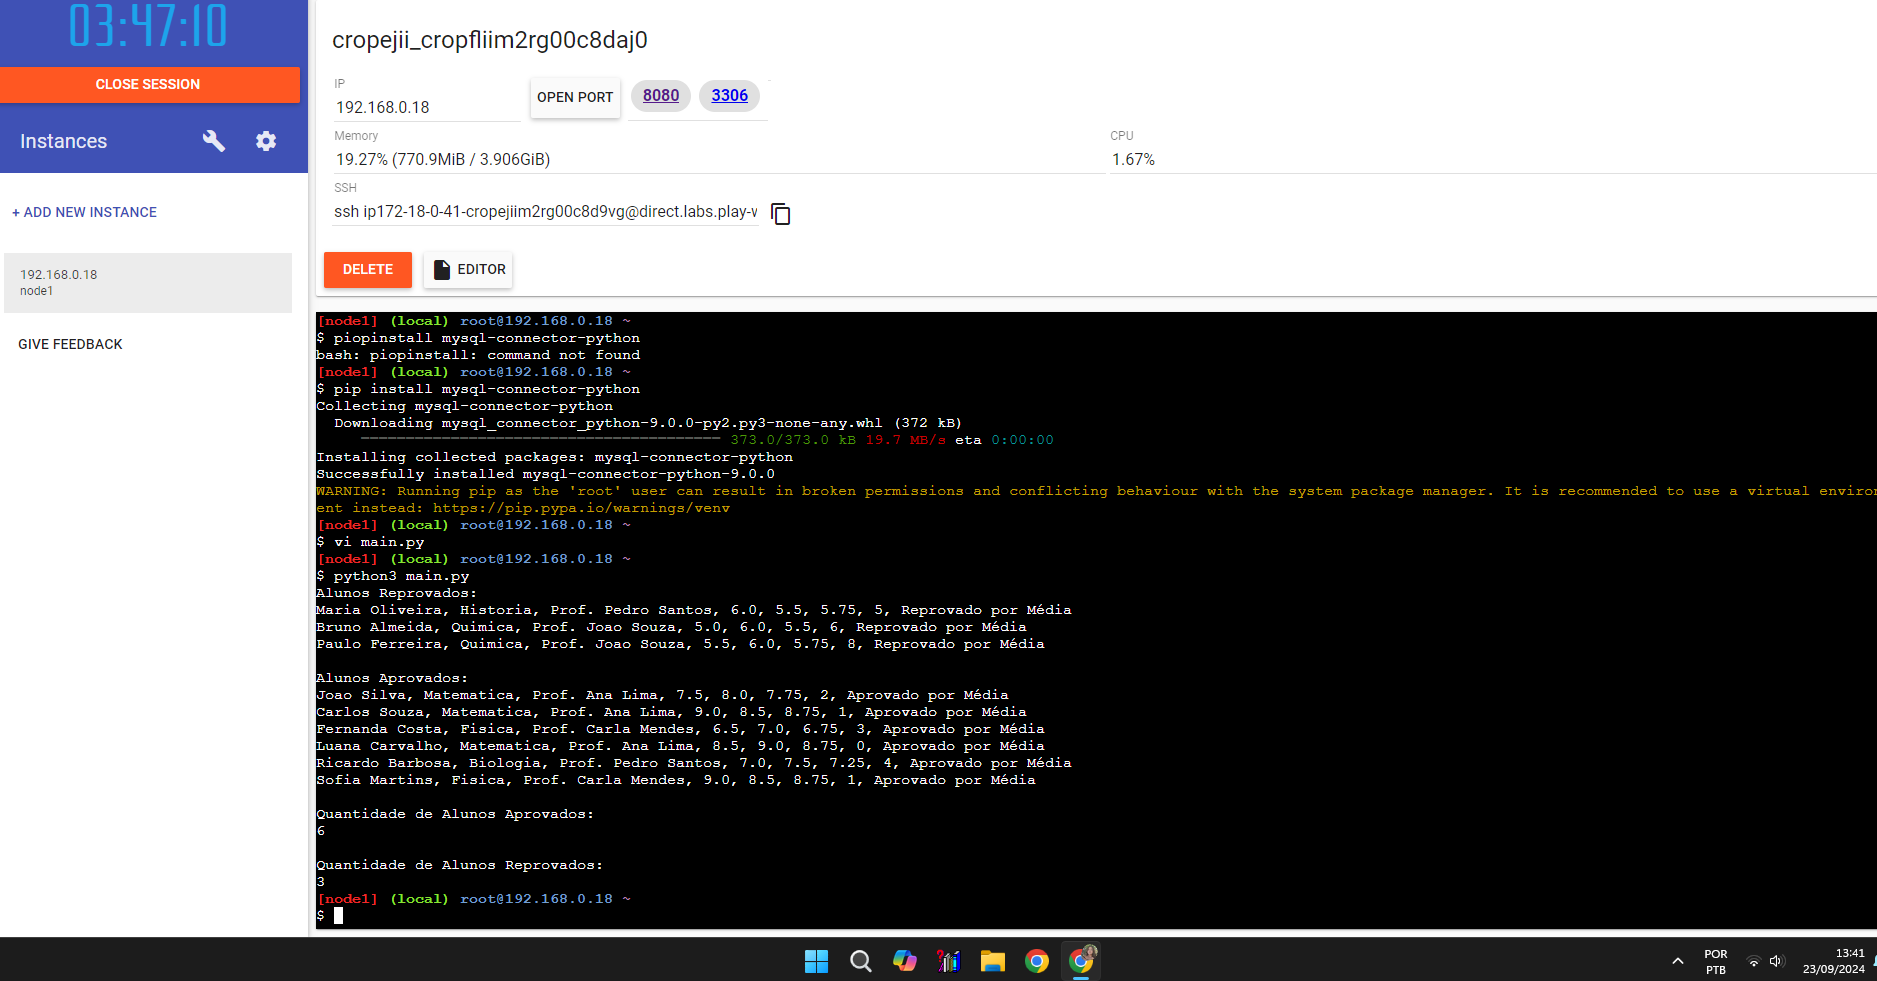 03:47:10
CLOSE SESSION
Instances
+ ADD NEW INSTANCE
192.168.0.18
node1
GIVE FEEDBACK
cropejii_cropfliim2rg00c8daj0
IP
192.168.0.18
OPEN PORT
8080
3306
Memory
19.27% (770.9MiB / 3.906GiB)
CPU
1.67%
SSH
ssh ip172-18-0-41-cropejiim2rg00c8d9vg@direct.labs.play-w
DELETE
EDITOR
[node1] (local) root@192.168.0.18 ~
$ piopinstall mysql-connector-python
bash: piopinstall: command not found
[node1] (local) root@192.168.0.18 ~
$ pip install mysql-connector-python
Collecting mysql-connector-python
Downloading mysql_connector_python-9.0.0-py2.py3-none-any.whl (372 kB)
━━━━━━━━━━━━━━━━━━━━━━━━━━━━━━━━━━━━━━━━ 373.0/373.0 kB 19.7 MB/s eta 0:00:00
Installing collected packages: mysql-connector-python
Successfully installed mysql-connector-python-9.0.0
WARNING: Running pip as the 'root' user can result in broken permissions and conflicting behaviour with the system package manager. It is recommended to use a virtual environ
ent instead: https://pip.pypa.io/warnings/venv
[node1] (local) root@192.168.0.18 ~
$ vi main.py
[node1] (local) root@192.168.0.18 ~
$ python3 main.py
Alunos Reprovados:
Maria Oliveira, Historia, Prof. Pedro Santos, 6.0, 5.5, 5.75, 5, Reprovado por Média
Bruno Almeida, Quimica, Prof. Joao Souza, 5.0, 6.0, 5.5, 6, Reprovado por Média
Paulo Ferreira, Quimica, Prof. Joao Souza, 5.5, 6.0, 5.75, 8, Reprovado por Média
Alunos Aprovados:
Joao Silva, Matematica, Prof. Ana Lima, 7.5, 8.0, 7.75, 2, Aprovado por Média
Carlos Souza, Matematica, Prof. Ana Lima, 9.0, 8.5, 8.75, 1, Aprovado por Média
Fernanda Costa, Fisica, Prof. Carla Mendes, 6.5, 7.0, 6.75, 3, Aprovado por Média
Luana Carvalho, Matematica, Prof. Ana Lima, 8.5, 9.0, 8.75, 0, Aprovado por Média
Ricardo Barbosa, Biologia, Prof. Pedro Santos, 7.0, 7.5, 7.25, 4, Aprovado por Média
Sofia Martins, Fisica, Prof. Carla Mendes, 9.0, 8.5, 8.75, 1, Aprovado por Média
Quantidade de Alunos Aprovados:
6
Quantidade de Alunos Reprovados:
3
[node1] (local) root@192.168.0.18 ~
$
POR
PTB
13:41
23/09/2024